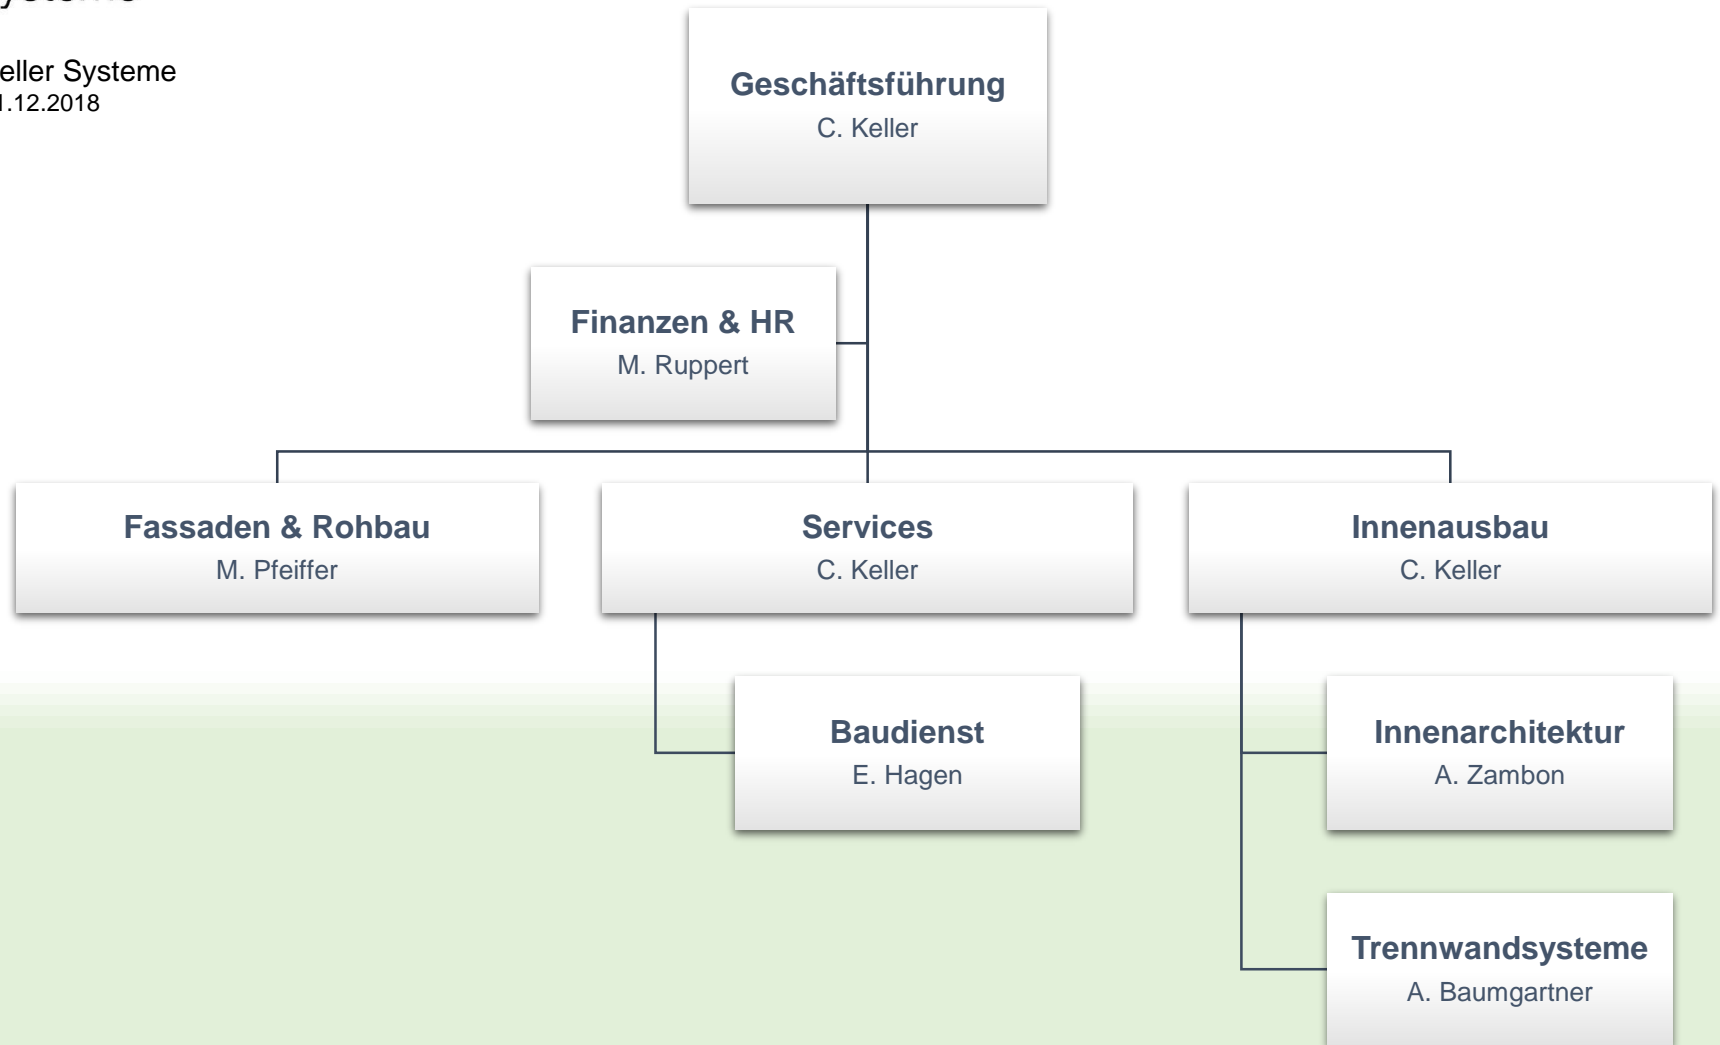 eller Systeme
1.12.2018
Geschäftsführung
C. Keller
Finanzen & HR
M. Ruppert
Fassaden & Rohbau
M. Pfeiffer
Services
C. Keller
Innenausbau
C. Keller
Baudienst
E. Hagen
Innenarchitektur
A. Zambon
Trennwandsysteme
A. Baumgartner